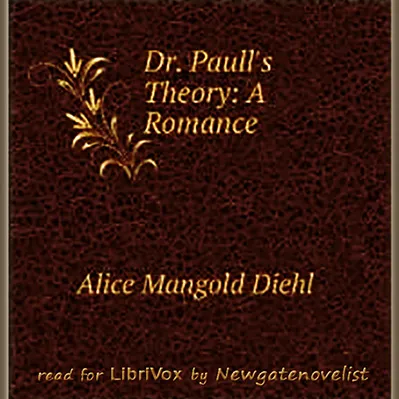 Dr. Paull's
Theory: A
Romance
Alice Mangold Diehl
read for LibriVox by Newgatenovelist